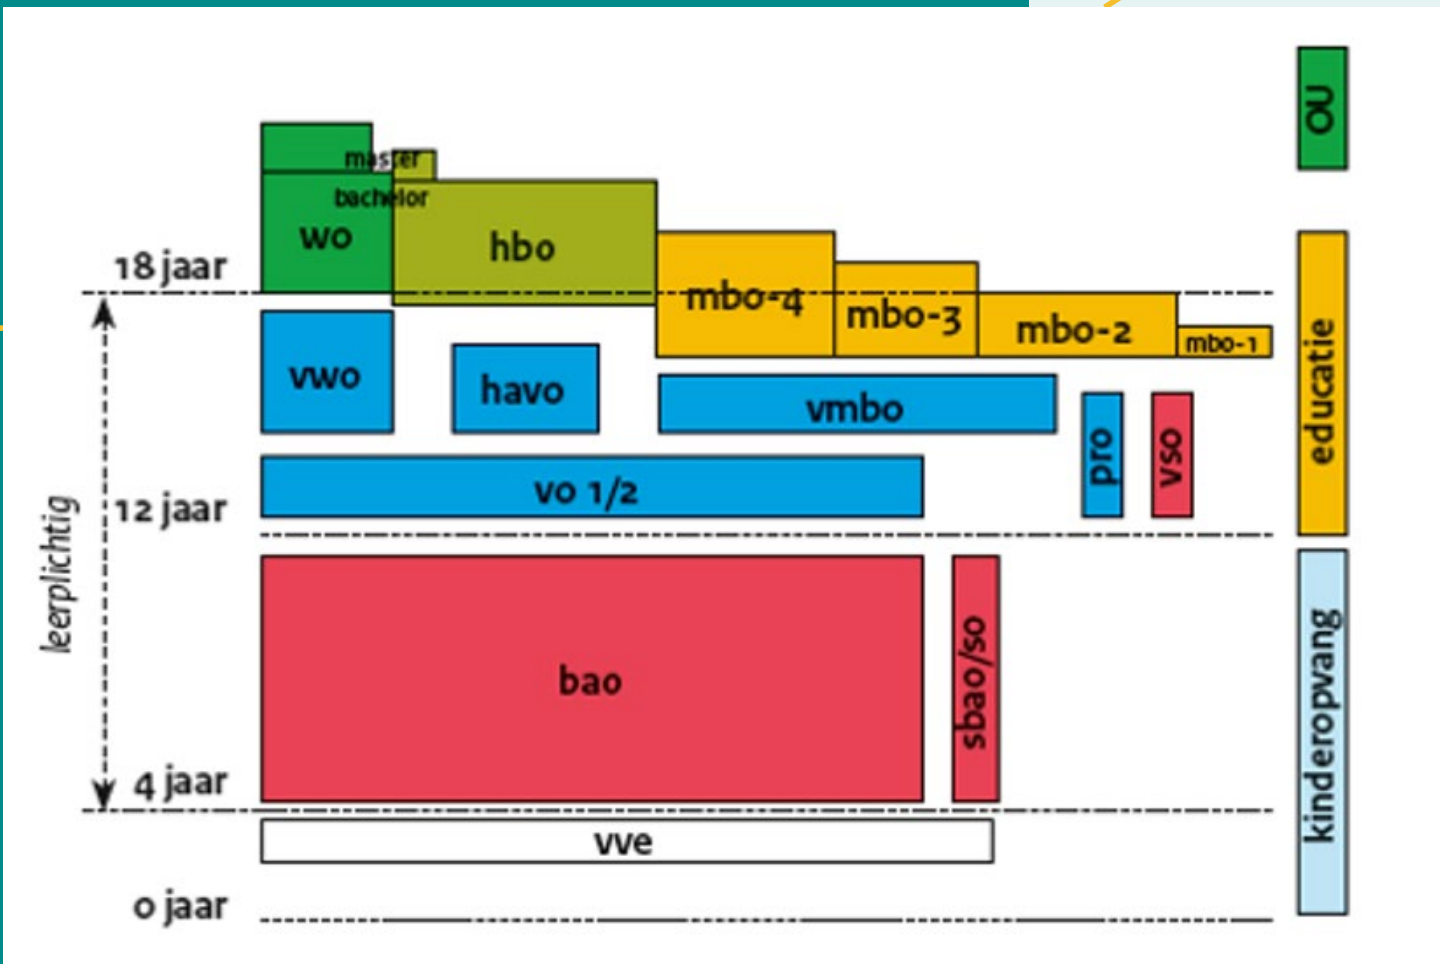 OU
master
bachelor
wo
hbo
18 jaar
mbo-4
mbo-3
mbo-2
mbo-1
vwo
havo
vmbo
pro
vso
educatie
vo 1/2
12 jaar
leerplichtig
bao
sbao/so
kinderopvang
4 jaar
vve
0 jaar